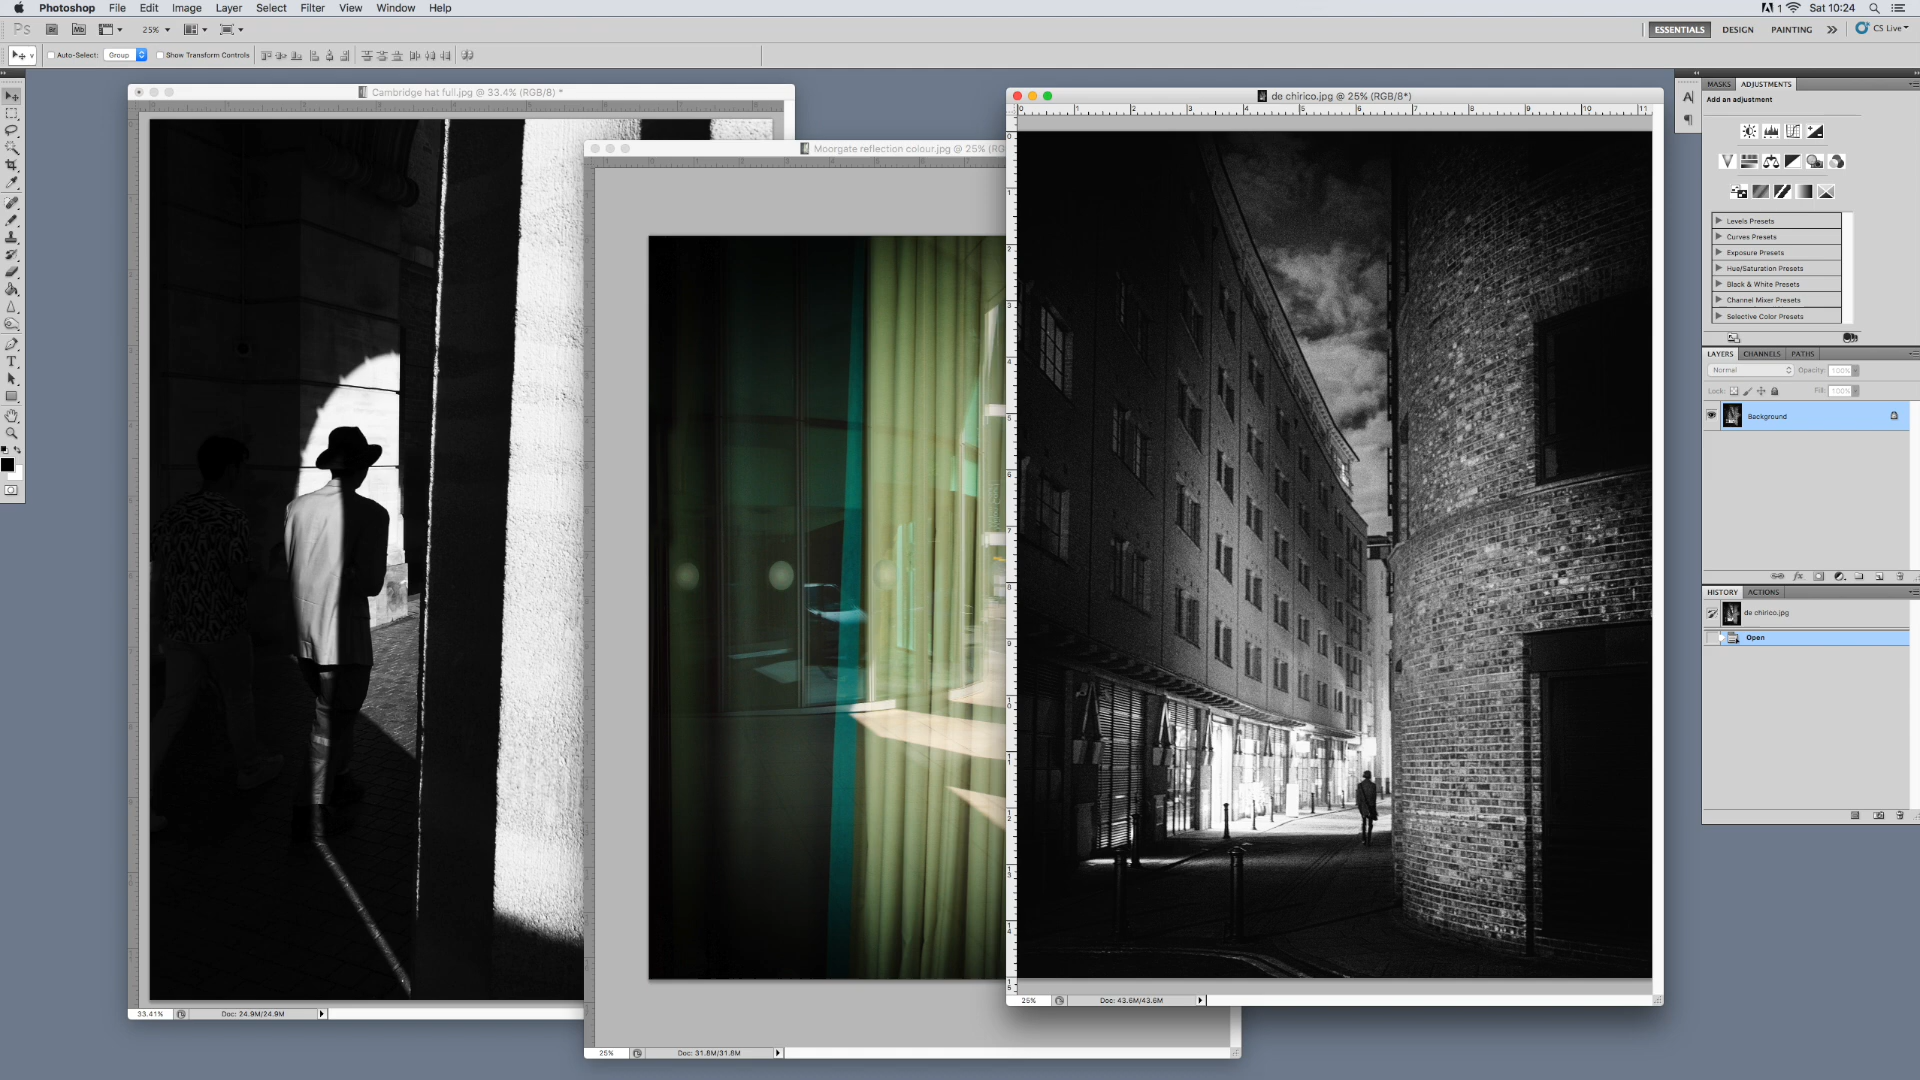 Photoshop File Edit Image Layer Select Filter View Window Help
1 Sat 10:24
Ps Br Mb 25%
ESSENTIALS DESIGN PAINTING CS Live
Auto-Select: Group Show Transform Controls
Cambridge hat full.jpg @ 33.4% (RGB/8) *
Moorgate reflection colour.jpg @ 25% (RG
de chirico.jpg @ 25% (RGB/8*)
MASKS ADJUSTMENTS
Add an adjustment
Levels Presets
Curves Presets
Exposure Presets
Hue/Saturation Presets
Black & White Presets
Channel Mixer Presets
Selective Color Presets
LAYERS CHANNELS PATHS
Normal Opacity: 100%
Lock: Fill: 100%
Background
HISTORY ACTIONS
de chirico.jpg
Open
25% Doc: 43.6M/43.6M
33.41% Doc: 24.9M/24.9M
25% Doc: 31.8M/31.8M